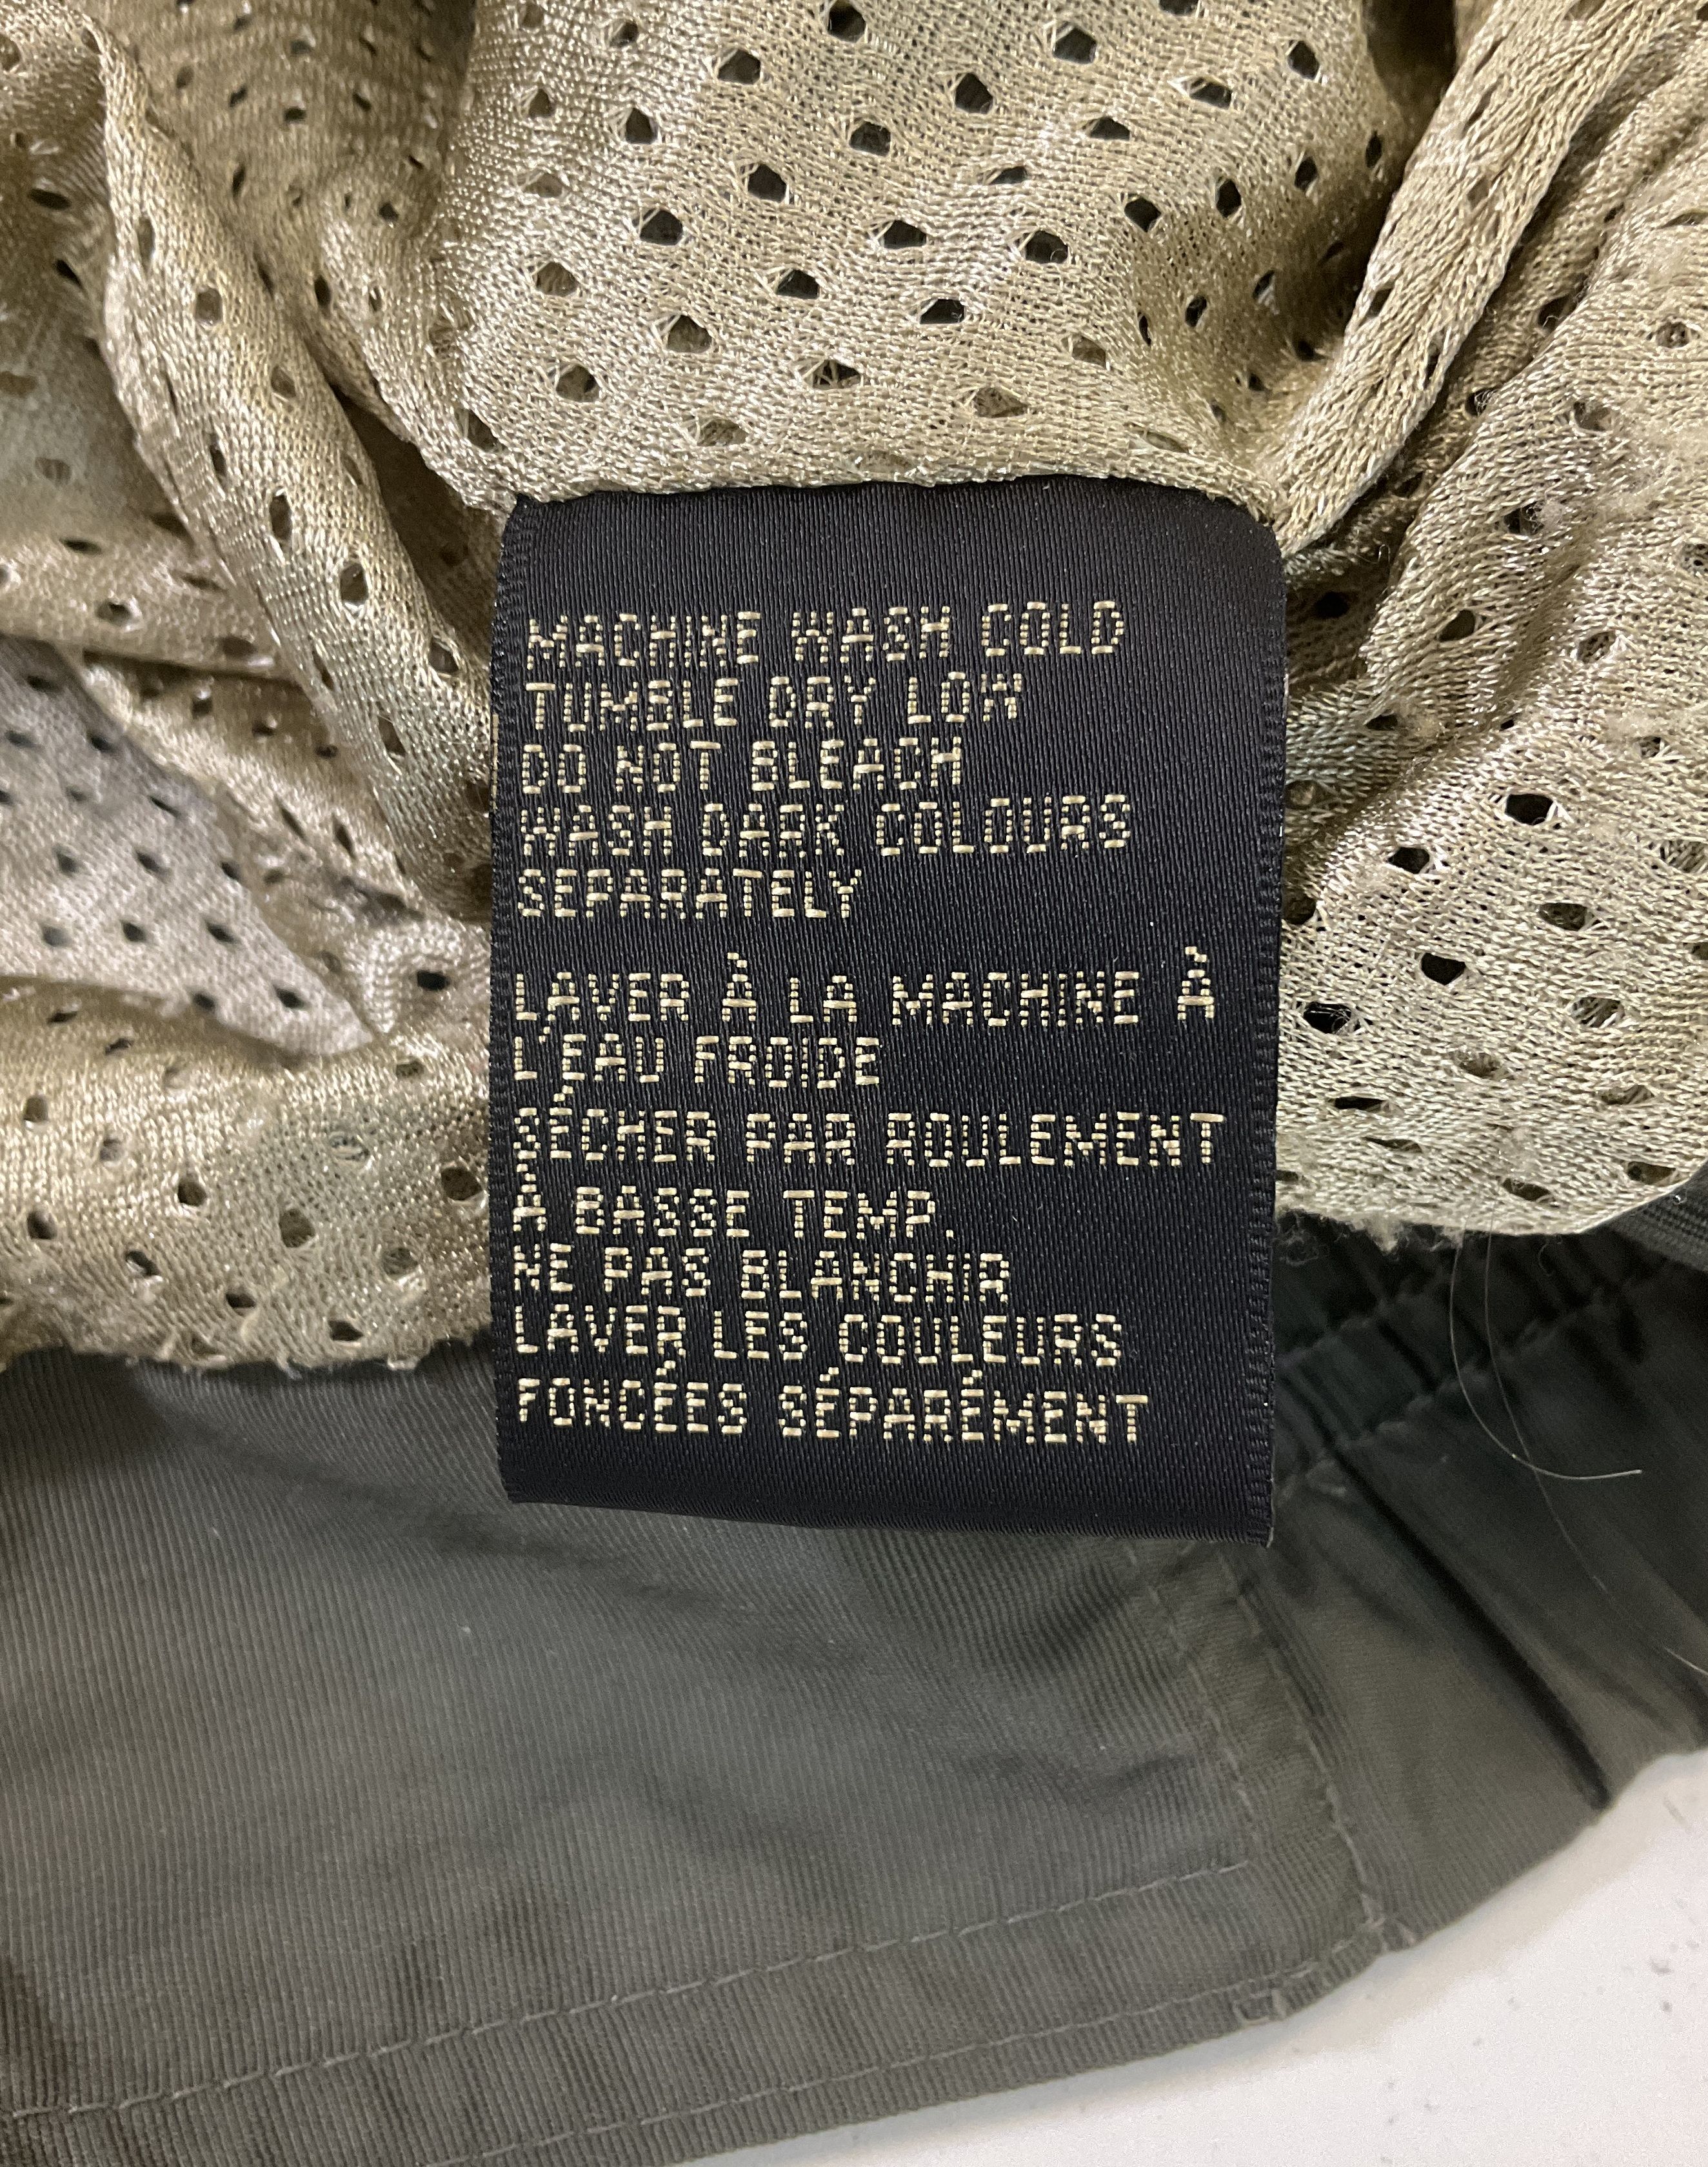 MACHINE WASH COLD
TUMBLE DRY LOW
DO NOT BLEACH
WASH DARK COLOURS
SEPARATELY
LAVER À LA MACHINE À
L'EAU FROIDE
SÉCHER PAR ROULEMENT
À BASSE TEMP.
NE PAS BLANCHIR
LAVER LES COULEURS
FONCÉES SÉPARÉMENT